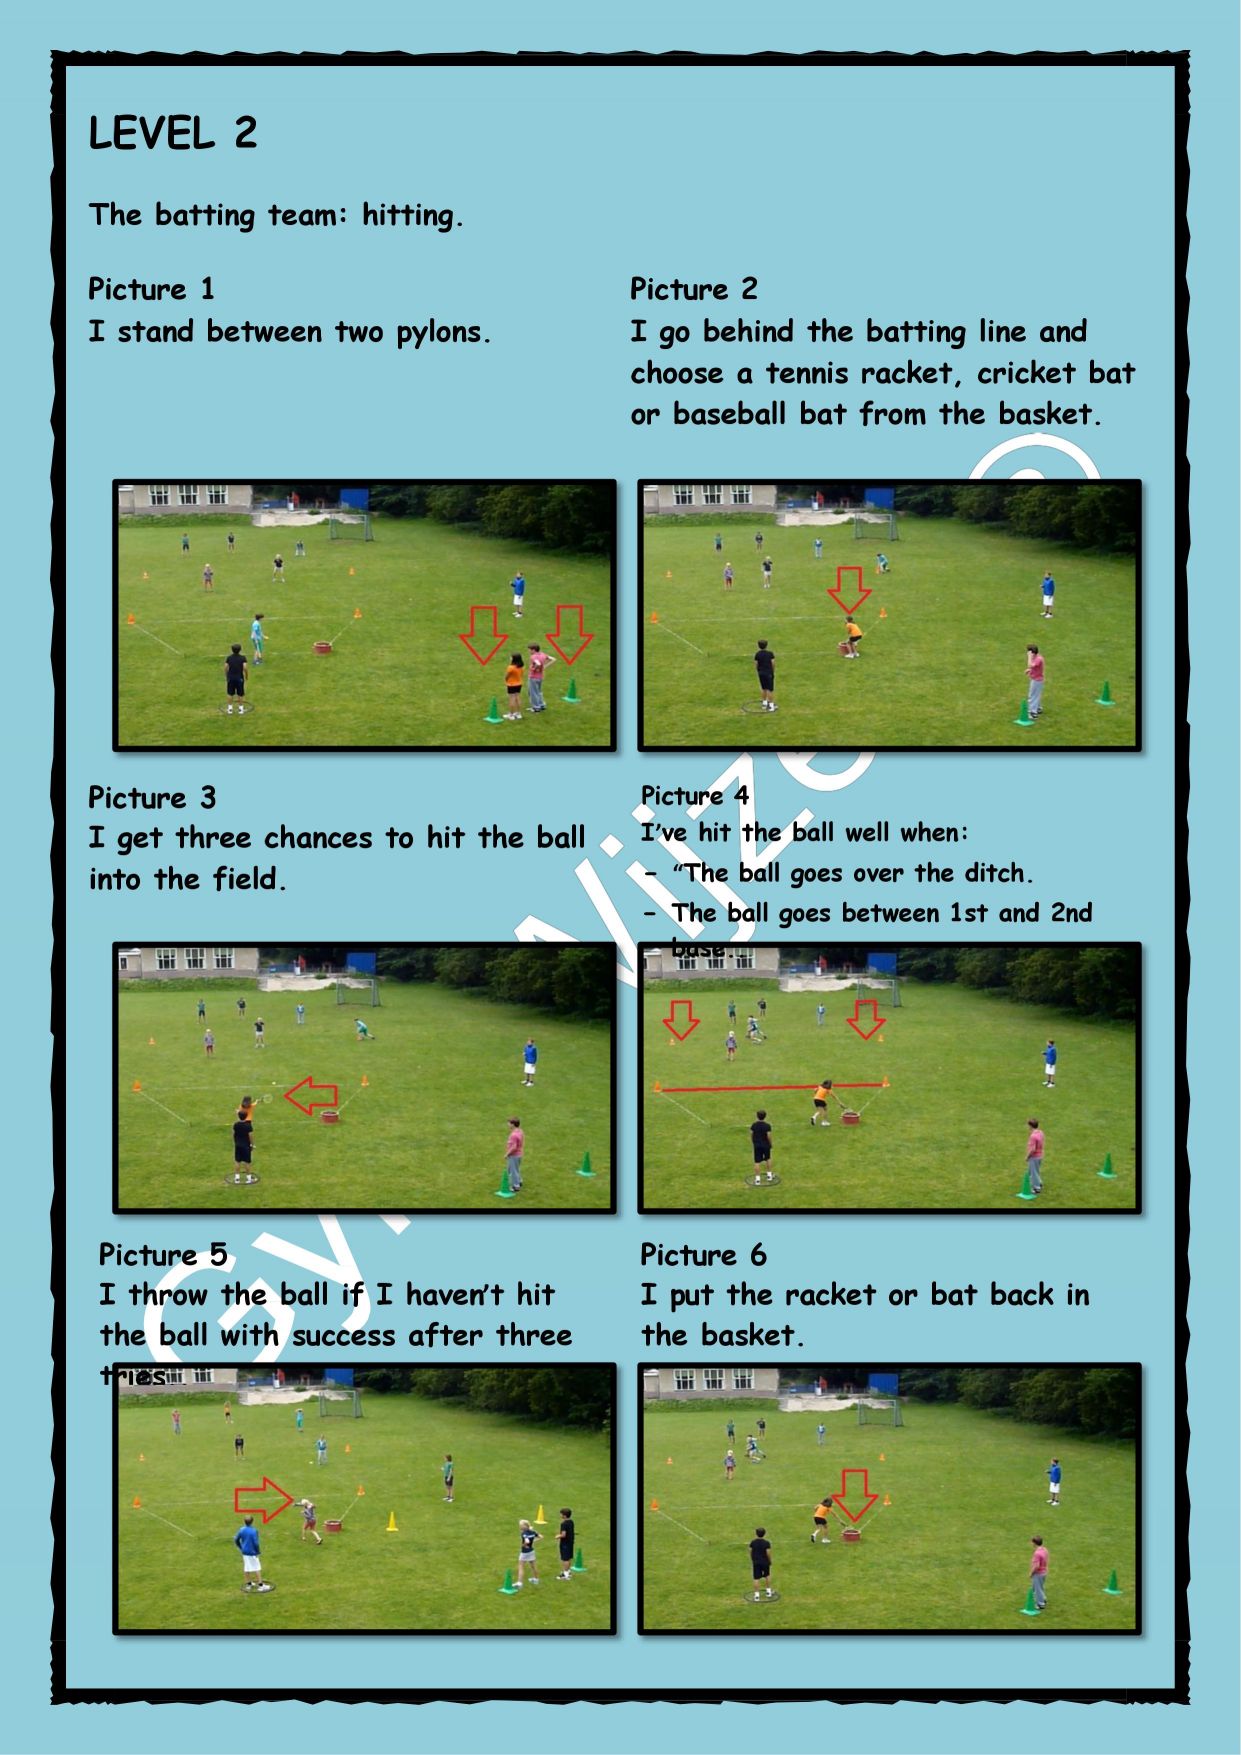 LEVEL 2
The batting team: hitting.
Picture 1
I stand between two pylons.
Picture 2
I go behind the batting line and
choose a tennis racket, cricket bat
or baseball bat from the basket.
Picture 3
I get three chances to hit the ball
into the field.
Picture 4
I’ve hit the ball well when:
- “The ball goes over the ditch.
- The ball goes between 1st and 2nd
base..
Picture 5
I throw the ball if I haven’t hit
the ball with success after three
tries.
Picture 6
I put the racket or bat back in
the basket.